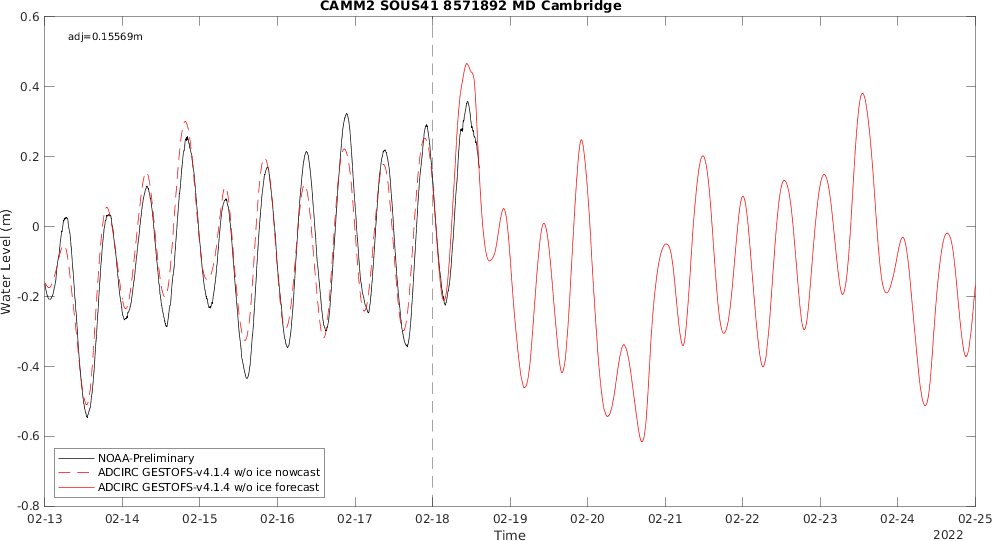 CAMM2 SOUS41 8571892 MD Cambridge
adj=0.15569m
0.6
0.4
0.2
0
-0.2
-0.4
-0.6
-0.8
Water Level (m)
NOAA-Preliminary
ADCIRC GESTOFS-v4.1.4 w/o ice nowcast
ADCIRC GESTOFS-v4.1.4 w/o ice forecast
02-13 02-14 02-15 02-16 02-17 02-18 02-19 02-20 02-21 02-22 02-23 02-24 02-25
Time
2022